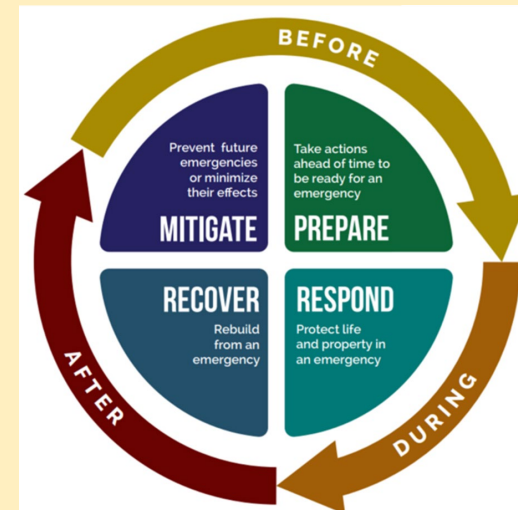 BEFORE
Prevent future
emergencies
or minimize
their effects
MITIGATE
Take actions
ahead of time to
be ready for an
emergency
PREPARE
RECOVER
Rebuild
from an
emergency
RESPOND
Protect life
and property in
an emergency
AFTER
DURING